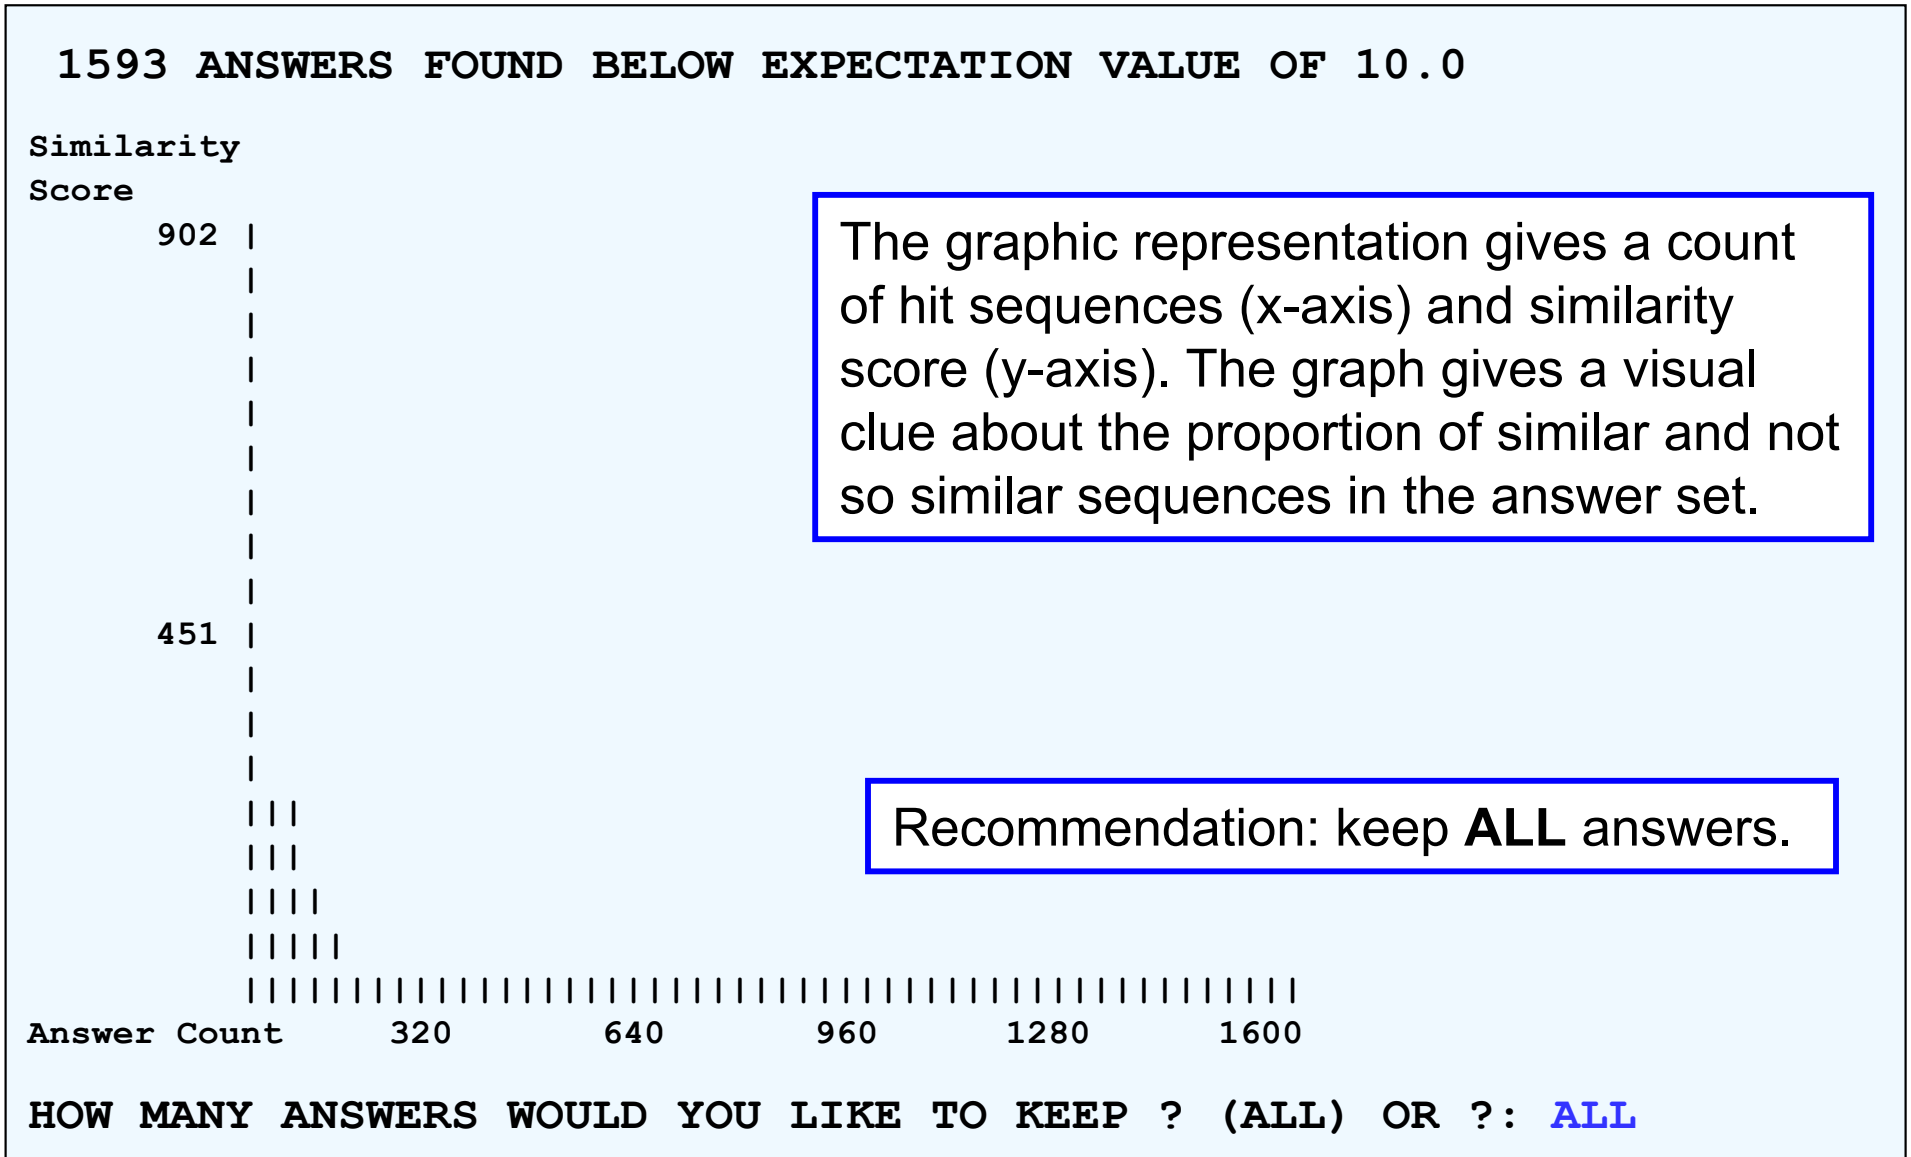 1593 ANSWERS FOUND BELOW EXPECTATION VALUE OF 10.0
Similarity
Score
902 |
|
|
|
|
|
|
|
|
451 |
|
|
|
|||
|||
||||
|||||
||||||||||||||||||||||||||||||||||||||||||||||||||
Answer Count 320 640 960 1280 1600
The graphic representation gives a count
of hit sequences (x-axis) and similarity
score (y-axis). The graph gives a visual
clue about the proportion of similar and not
so similar sequences in the answer set.
Recommendation: keep ALL answers.
HOW MANY ANSWERS WOULD YOU LIKE TO KEEP ? (ALL) OR ?: ALL